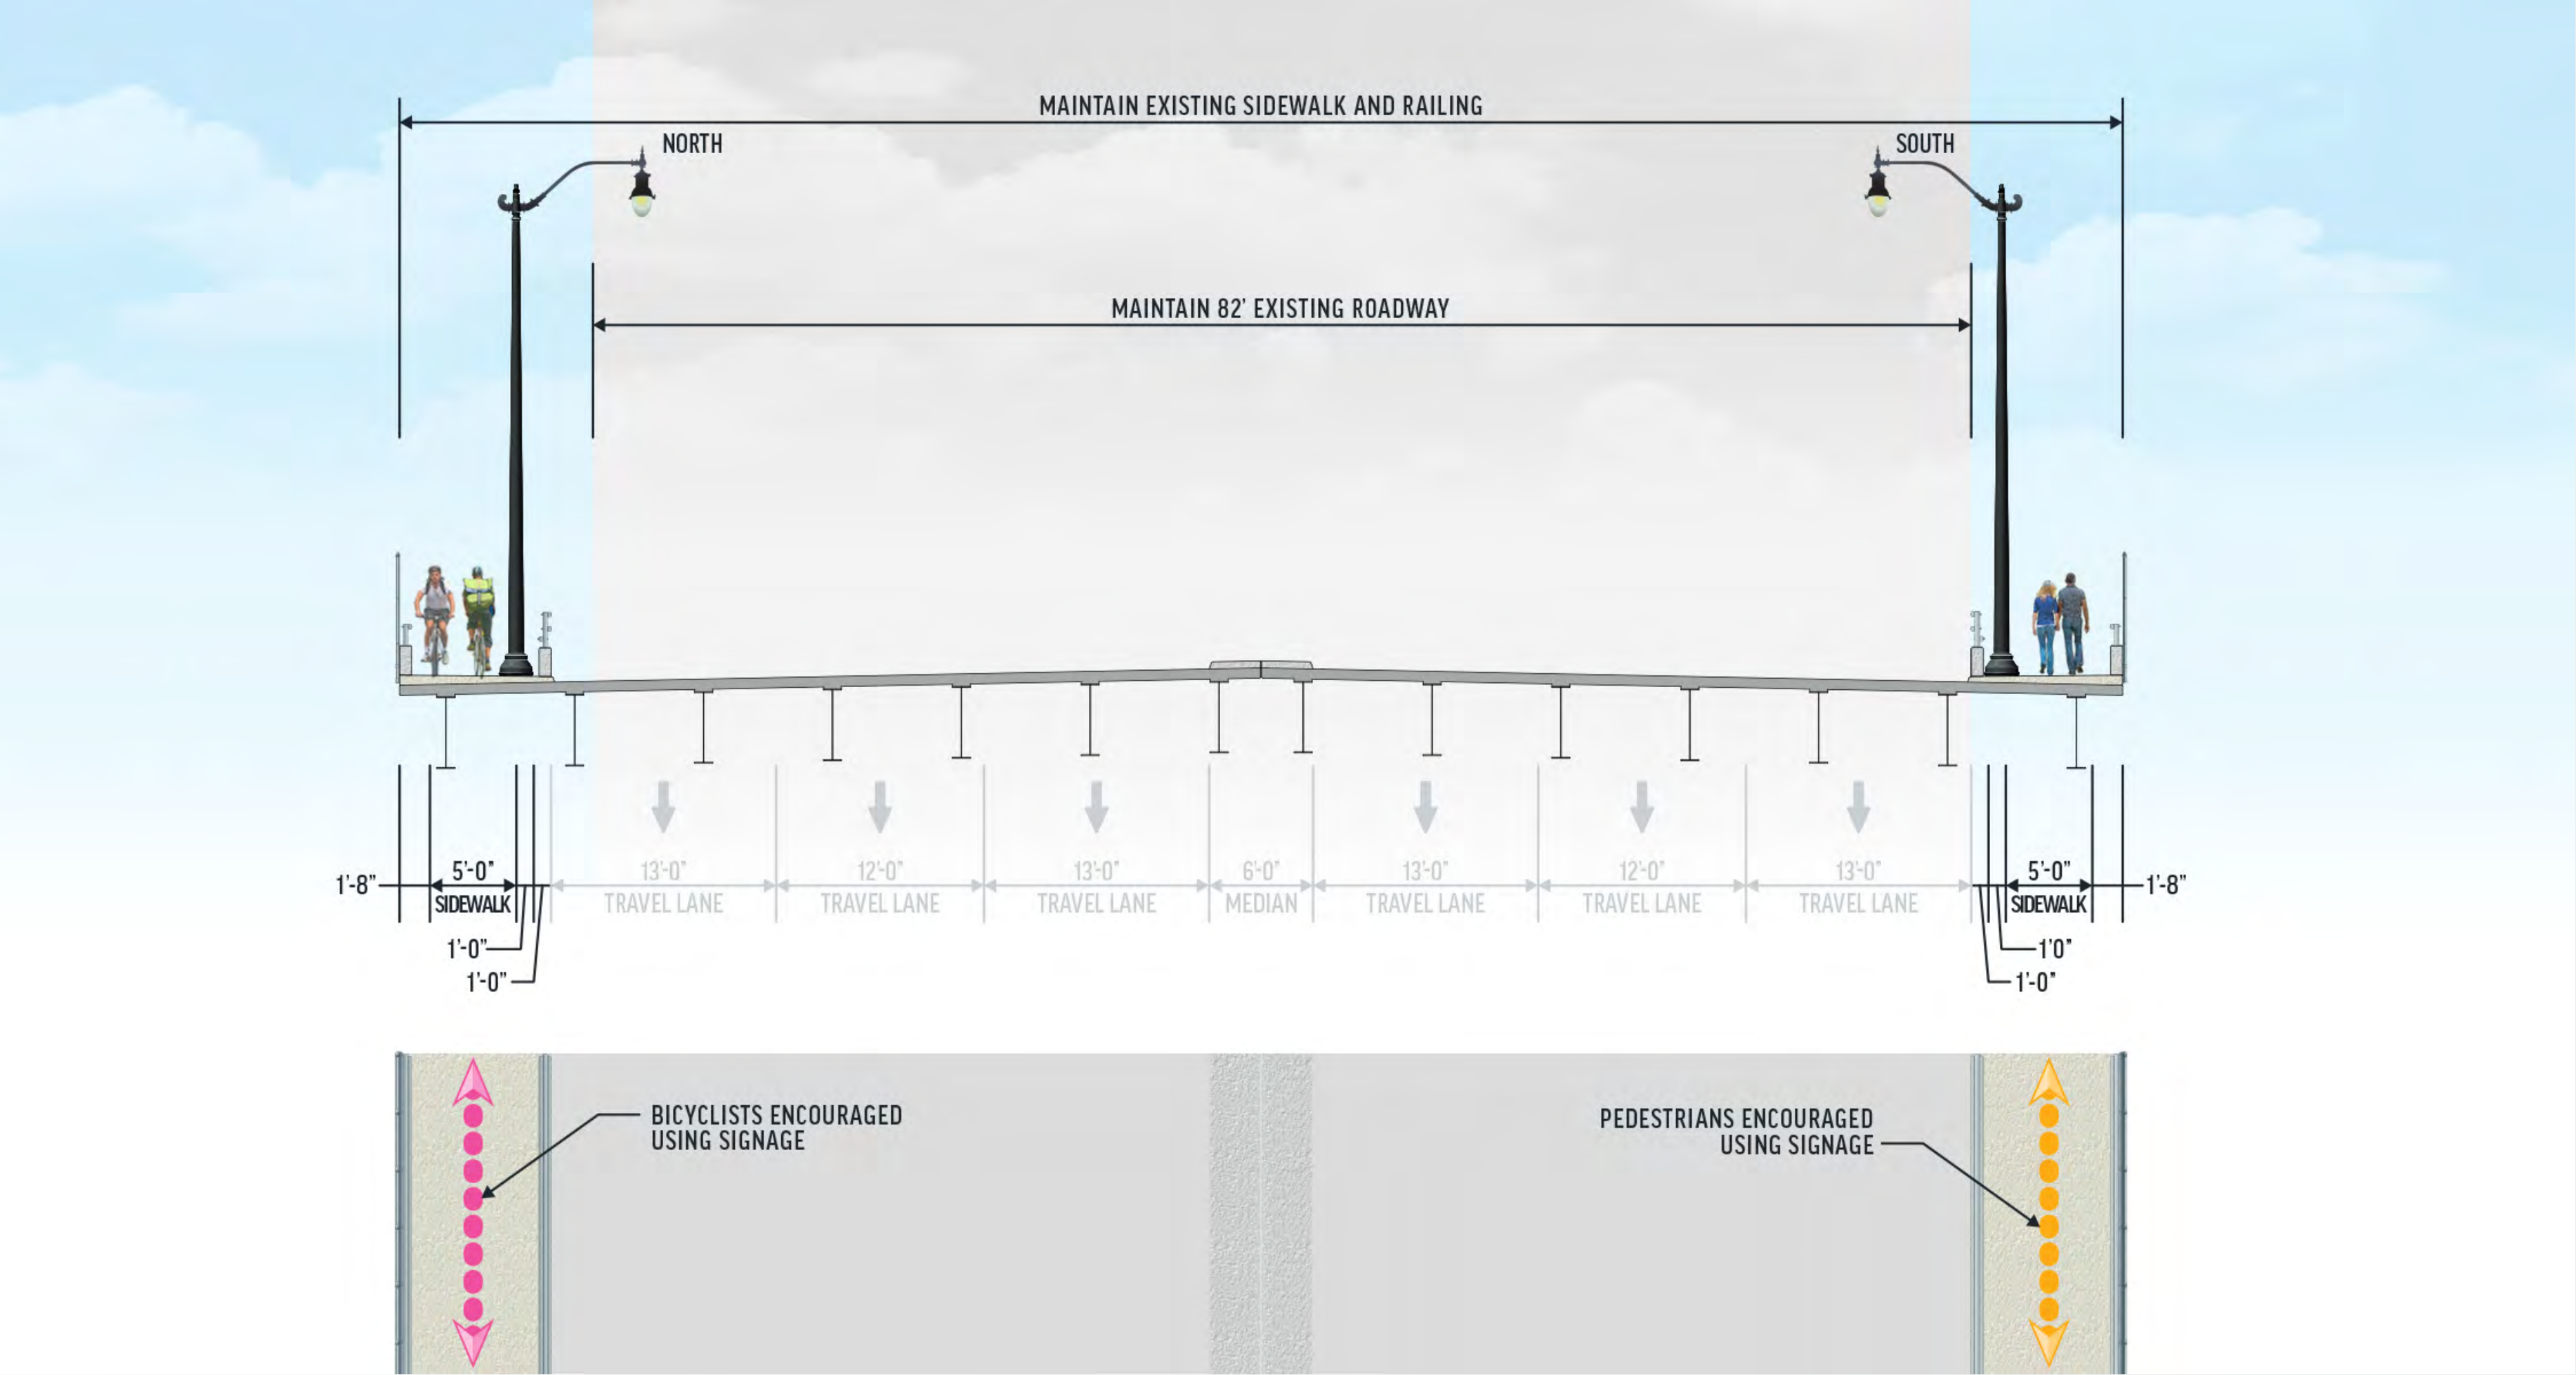 MAINTAIN EXISTING SIDEWALK AND RAILING
NORTH
SOUTH
MAINTAIN 82' EXISTING ROADWAY
1'-8"
5'-0"
SIDEWALK
1'-0"
1'-0"
13'-0"
TRAVEL LANE
12'-0"
TRAVEL LANE
13'-0"
TRAVEL LANE
6'-0"
MEDIAN
13'-0"
TRAVEL LANE
12'-0"
TRAVEL LANE
13'-0"
TRAVEL LANE
5'-0"
SIDEWALK
1'-8"
1'0"
1'-0"
BICYCLISTS ENCOURAGED
USING SIGNAGE
PEDESTRIANS ENCOURAGED
USING SIGNAGE